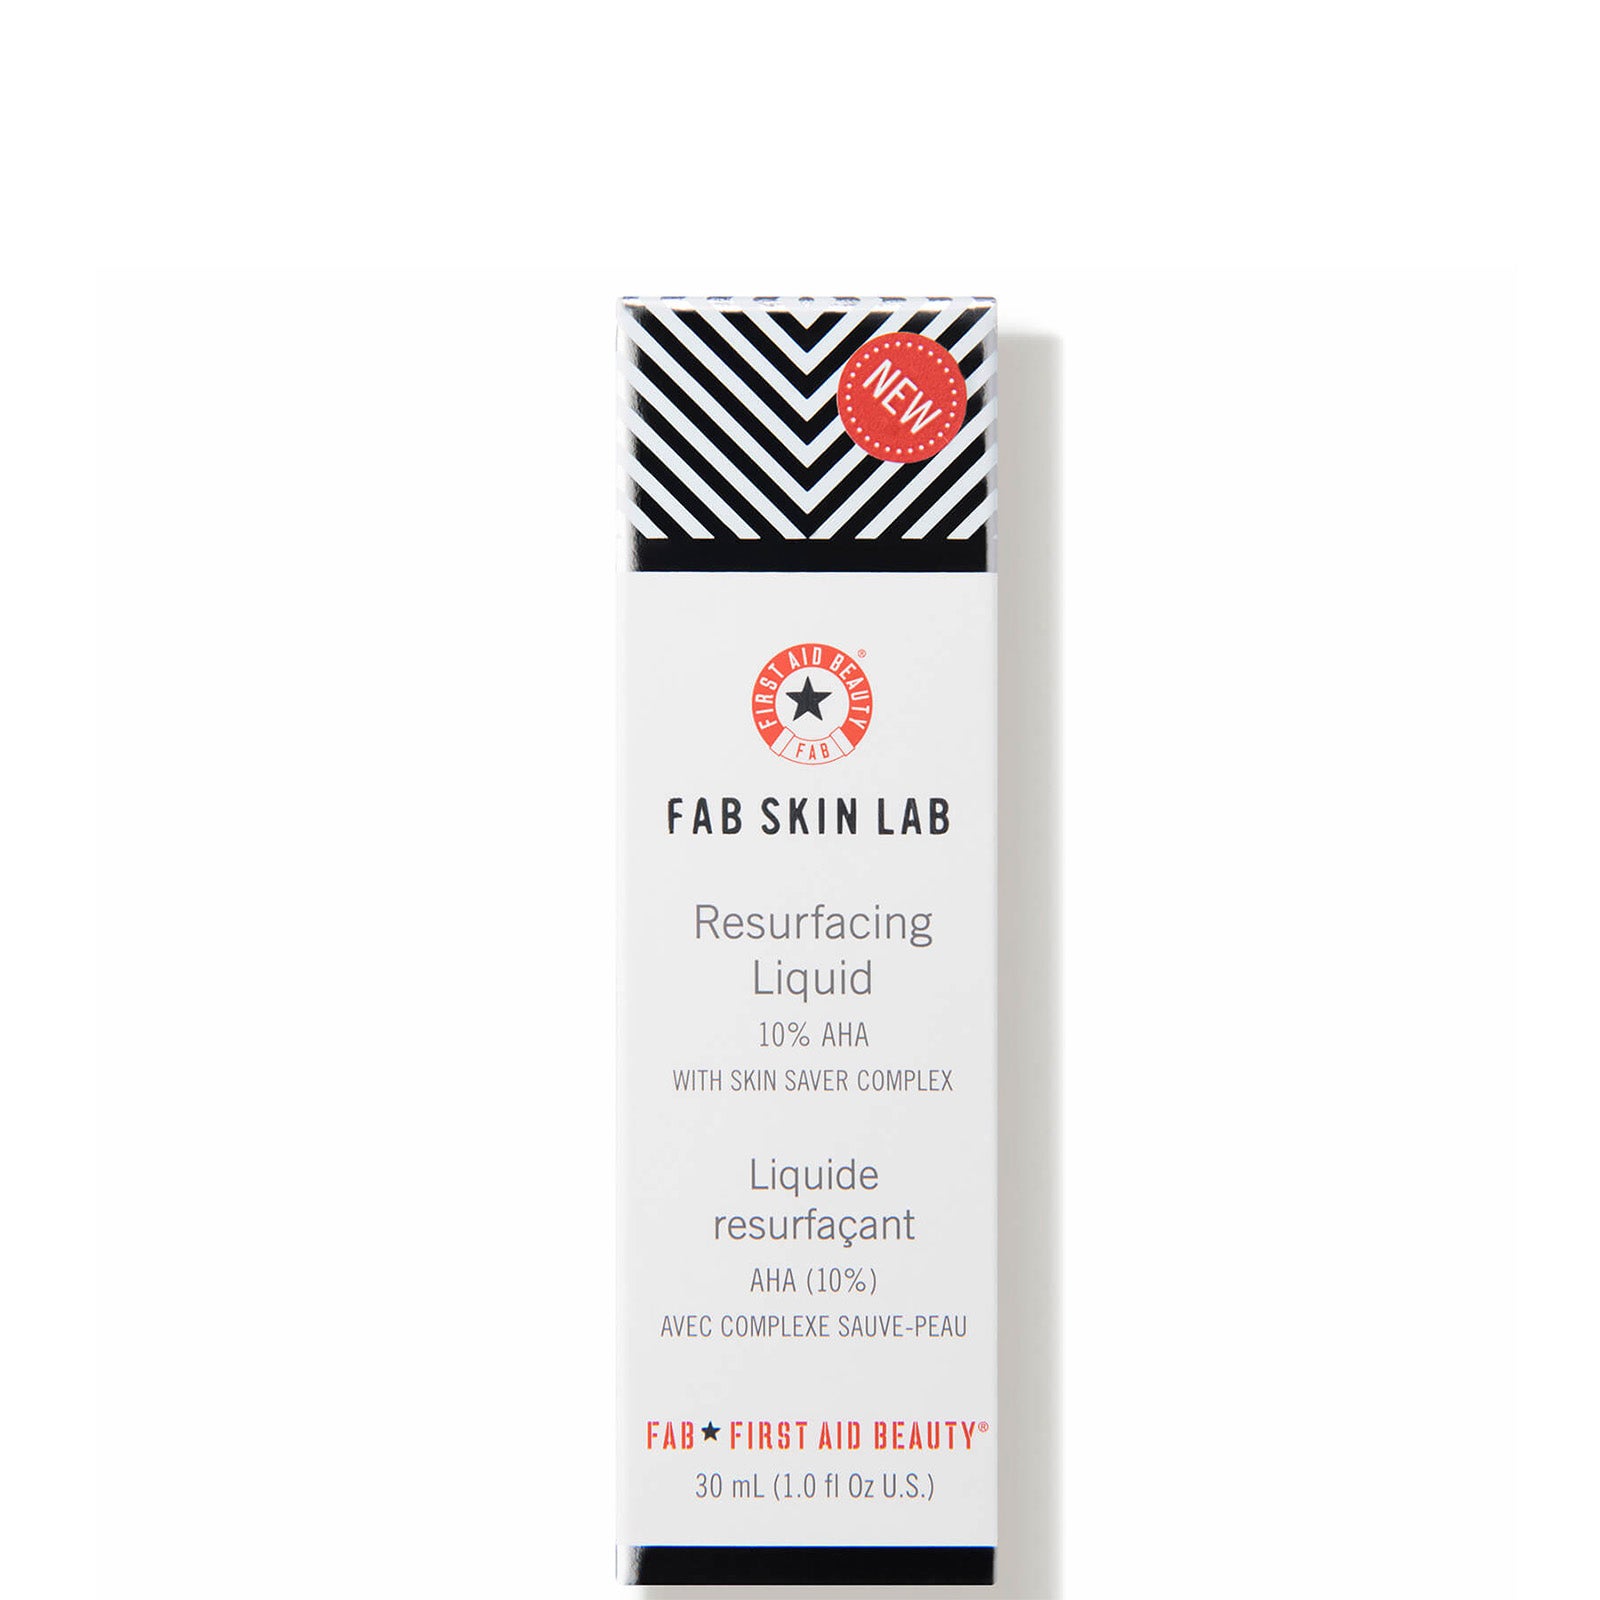 NEW
FIRST AID BEAUTY®
FAB
FAB SKIN LAB
Resurfacing
Liquid
10% AHA
WITH SKIN SAVER COMPLEX
Liquide
resurfaçant
AHA (10%)
AVEC COMPLEXE SAUVE-PEAU
FAB★FIRST AID BEAUTY®
30 mL (1.0 fl Oz U.S.)